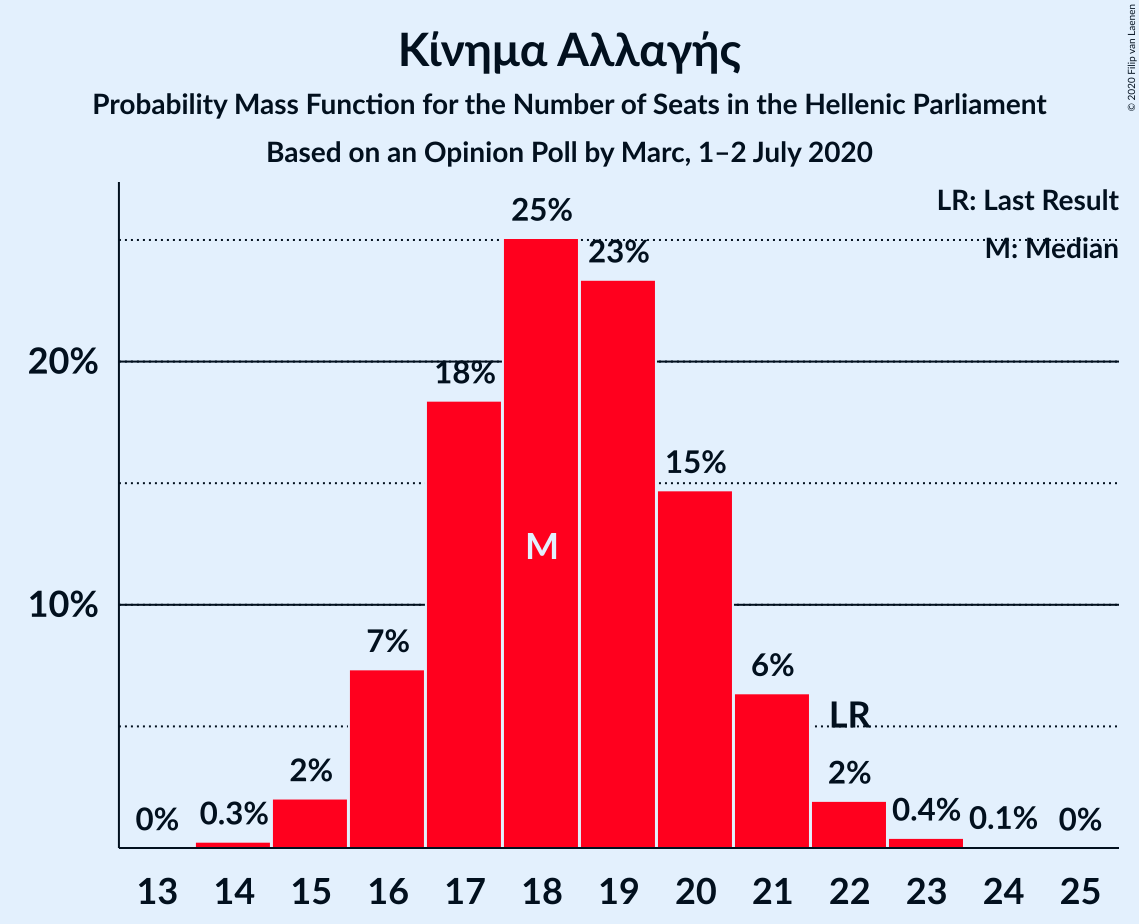 Κίνημα Αλλαγής
Probability Mass Function for the Number of Seats in the Hellenic Parliament
Based on an Opinion Poll by Marc, 1–2 July 2020
© 2020 Filip van Laenen
LR: Last Result
M: Median
20%
10%
0%
0.3%
2%
7%
18%
25%
23%
15%
6%
2%
0.4%
0.1%
0%
M
LR
13 14 15 16 17 18 19 20 21 22 23 24 25